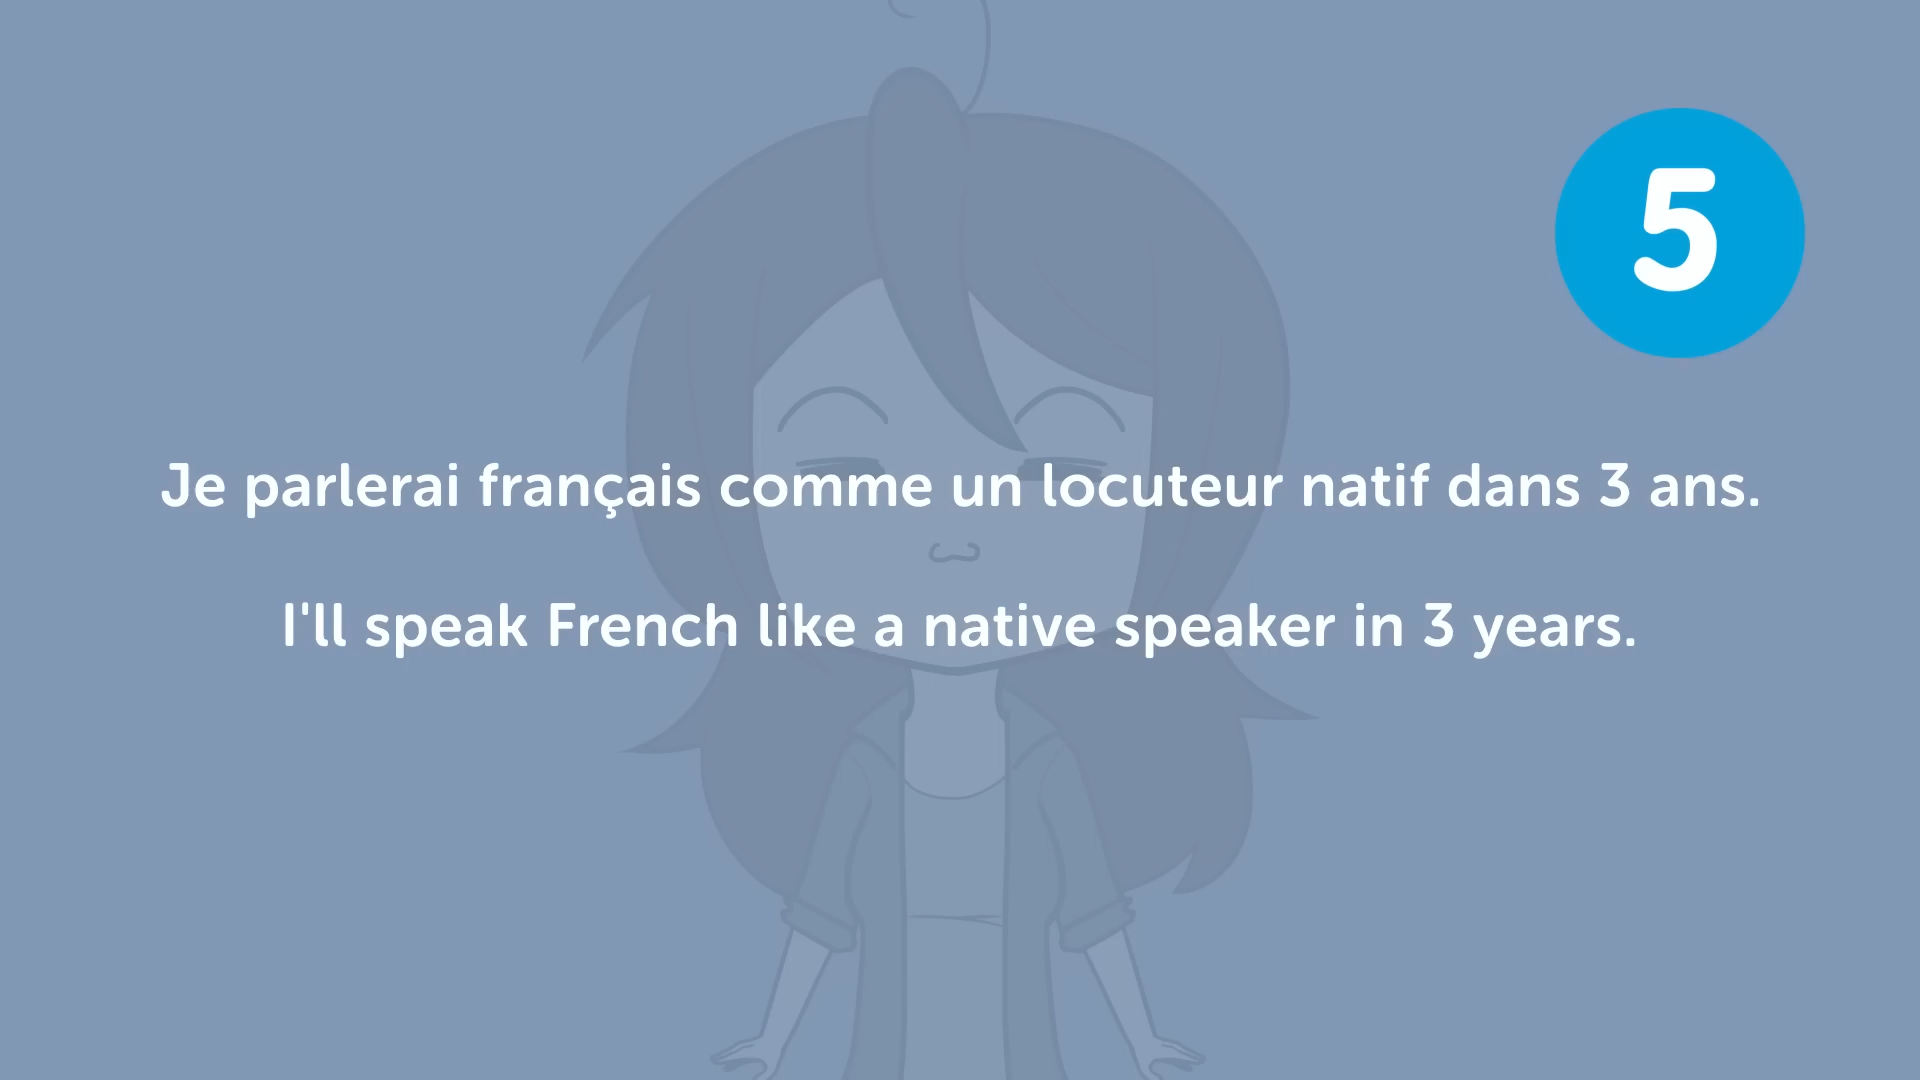 5
Je parlerai français comme un locuteur natif dans 3 ans.
I'll speak French like a native speaker in 3 years.